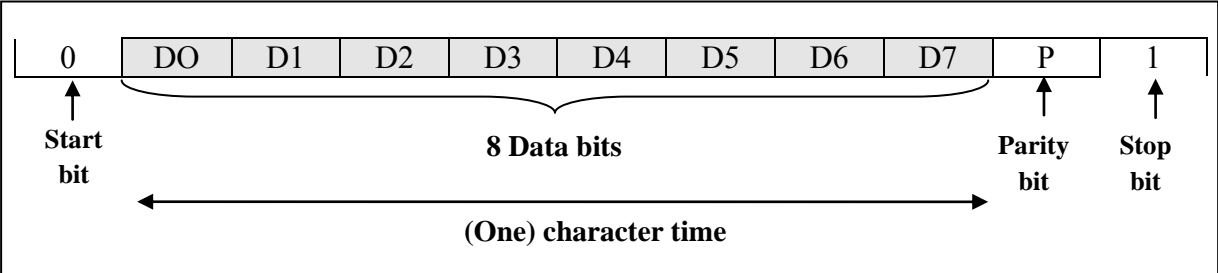 0 DO D1 D2 D3 D4 D5 D6 D7 P 1
Start bit
8 Data bits
Parity bit
Stop bit
(One) character time